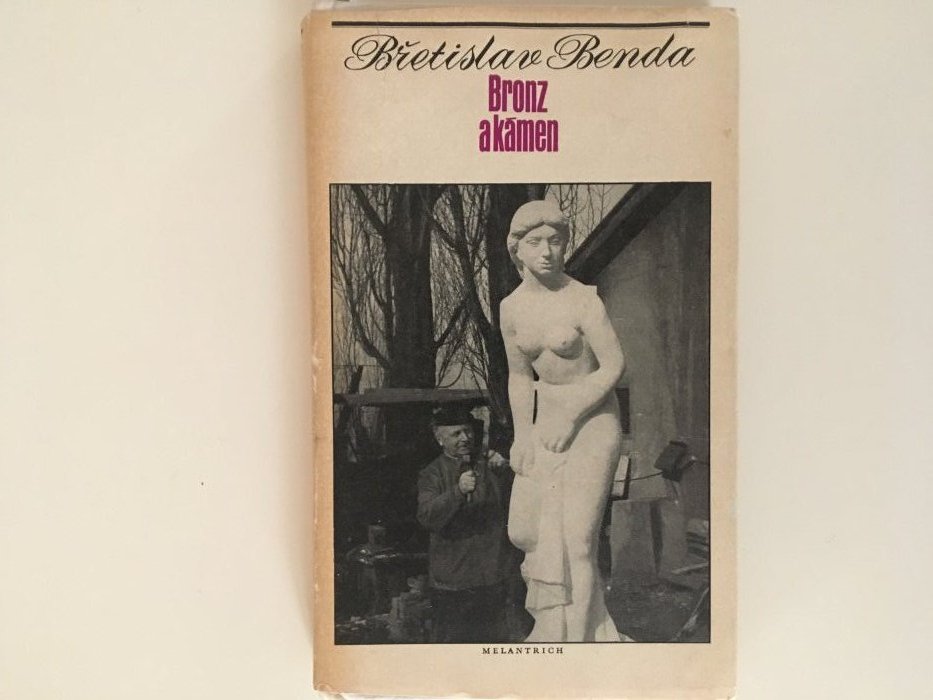 Břetislav Benda
Bronz
a kámen
MELANTRICH